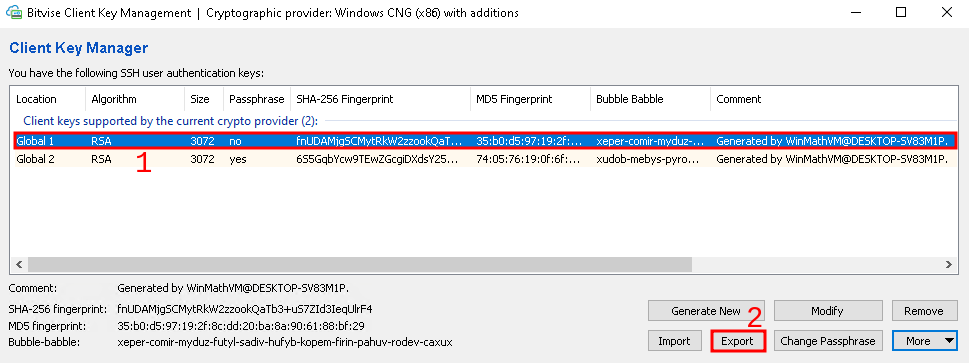 Bitvise Client Key Management | Cryptographic provider: Windows CNG (x86) with additions
Client Key Manager
You have the following SSH user authentication keys:
Location Algorithm Size Passphrase SHA-256 Fingerprint MD5 Fingerprint Bubble Babble Comment
Client keys supported by the current crypto provider (2):
Global 1 RSA 3072 no fnUDAMjgSCMytRkW2zzookQaT... 35:b0:d5:97:19:2f:... xeper-comir-myduz-... Generated by WinMathVM@DESKTOP-SV83M1P.
Global 2 RSA 3072 yes 6S5GqbYcw9TEwZGcgiDXdsY25... 74:05:76:19:0f:6f:... xudob-mebys-pyro... Generated by WinMathVM@DESKTOP-SV83M1P.
1
Comment: Generated by WinMathVM@DESKTOP-SV83M1P.
SHA-256 fingerprint: fnUDAMjgSCMytRkW2zzookQaTb3+uS7ZId3IeqUlrF4
MD5 fingerprint: 35:b0:d5:97:19:2f:8c:dd:20:ba:8a:90:61:88:bf:29
Bubble-babble: xeper-comir-myduz-futyl-sadiv-hufyb-kopem-firin-pahuv-rodev-caxux
Generate New Modify Remove
2
Import Export Change Passphrase More